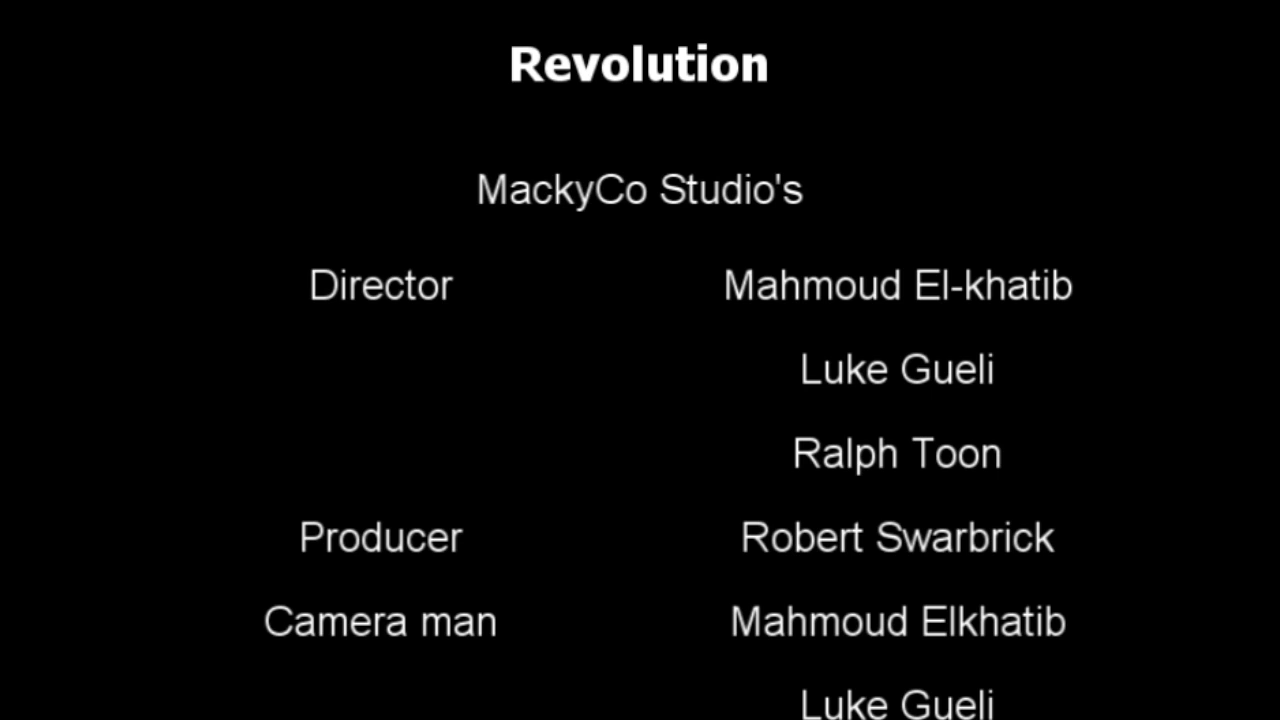 Revolution
MackyCo Studio's
Director Mahmoud El-khatib
Luke Gueli
Ralph Toon
Producer Robert Swarbrick
Camera man Mahmoud Elkhatib
Luke Gueli